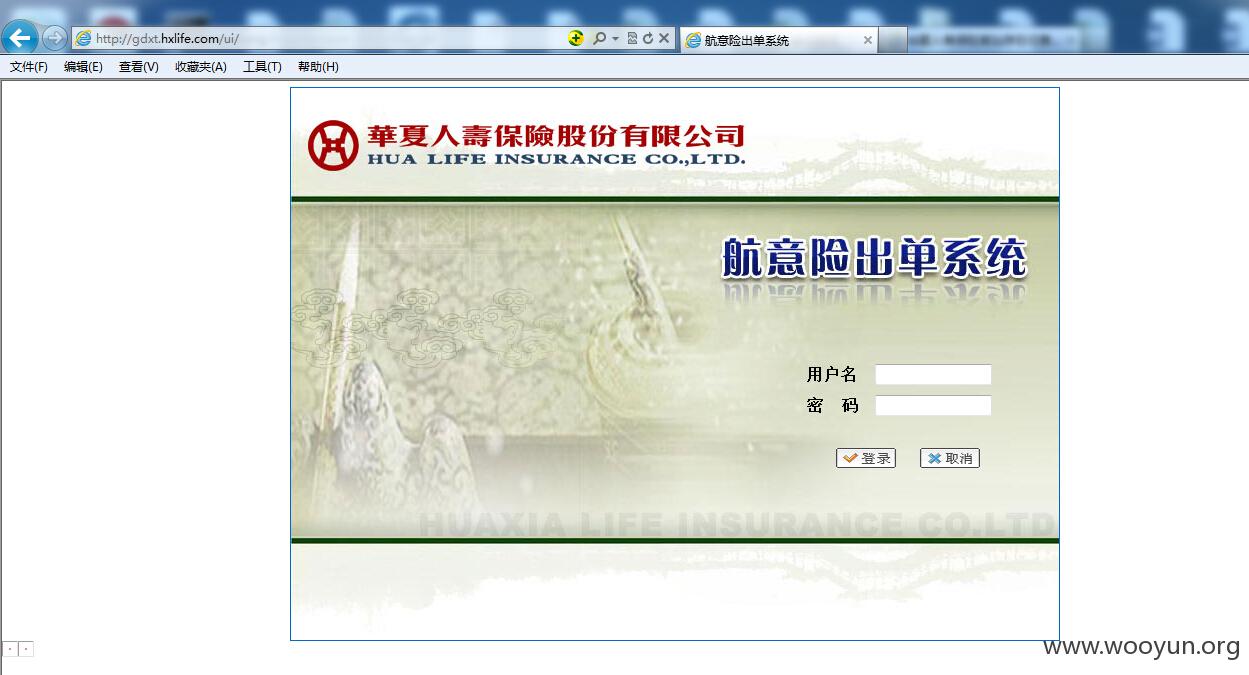 http://gdxt.hxlife.com/ui/
航意险出单系统
文件(F) 编辑(E) 查看(V) 收藏夹(A) 工具(T) 帮助(H)
華夏人壽保險股份有限公司
HUA LIFE INSURANCE CO.,LTD.
航意险出单系统
用户名
密 码
登录 取消
HUAXIA LIFE INSURANCE CO.LTD
www.wooyun.org